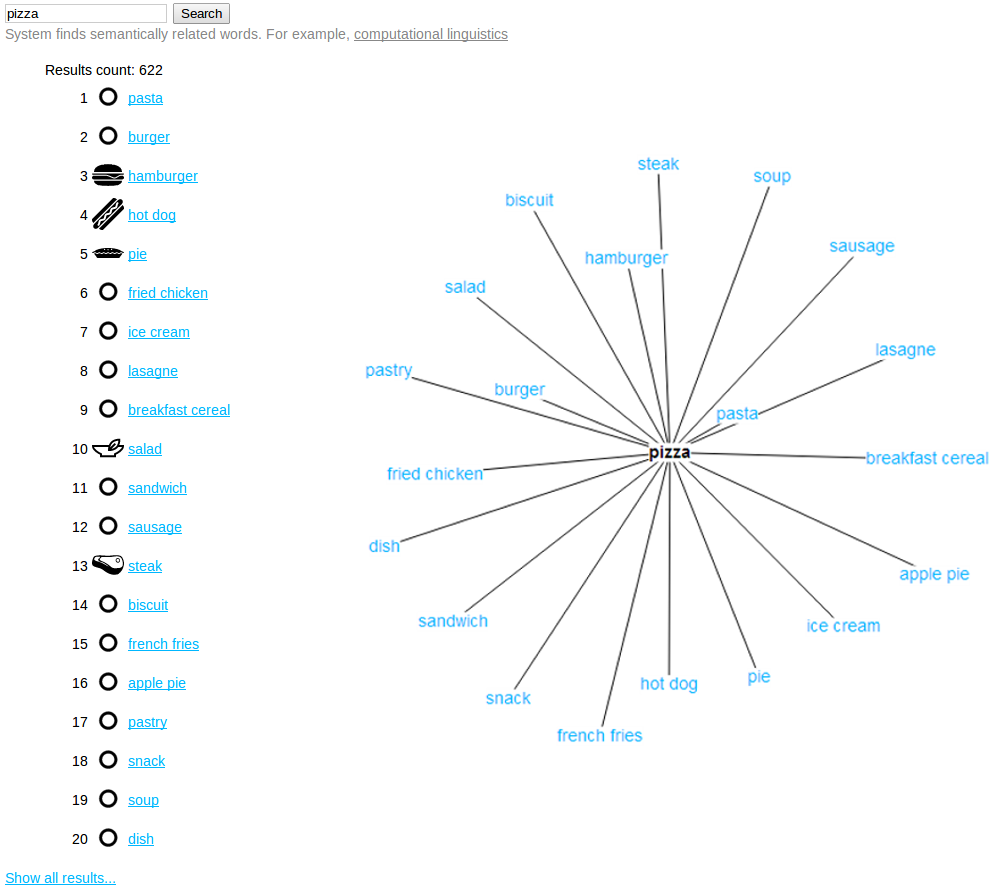 pizza Search
System finds semantically related words. For example, computational linguistics
Results count: 622
1 pasta
2 burger
3 hamburger
4 hot dog
5 pie
6 fried chicken
7 ice cream
8 lasagne
9 breakfast cereal
10 salad
11 sandwich
12 sausage
13 steak
14 biscuit
15 french fries
16 apple pie
17 pastry
18 snack
19 soup
20 dish
Show all results...
steak
soup
biscuit
sausage
hamburger
salad
lasagne
pastry
burger
pasta
pizza
breakfast cereal
fried chicken
dish
apple pie
sandwich
ice cream
pie
hot dog
snack
french fries